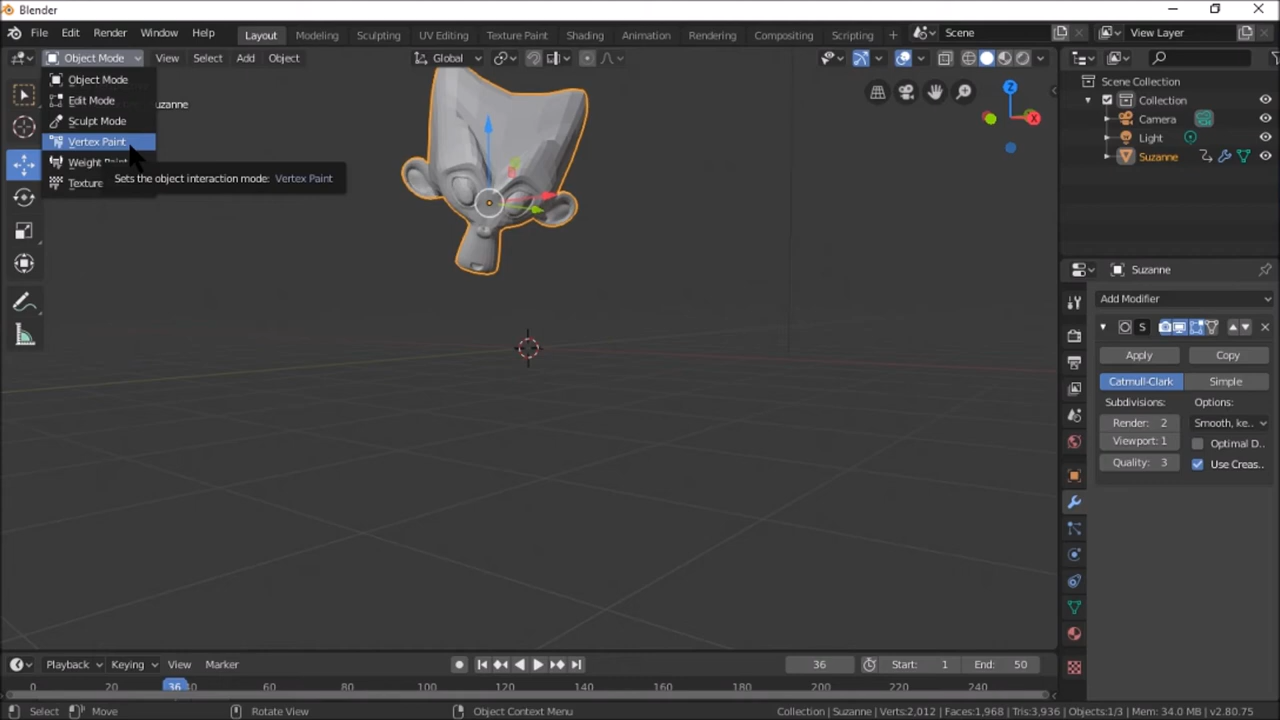 Blender
File Edit Render Window Help Layout Modeling Sculpting UV Editing Texture Paint Shading Animation Rendering Compositing Scripting + Scene View Layer
Object Mode View Select Add Object Global
Object Mode
Edit Mode
Suzanne
Sculpt Mode
Vertex Paint
Weight Paint
Texture
Sets the object interaction mode: Vertex Paint
Z
X
Scene Collection
Collection
Camera
Light
Suzanne
Suzanne
Add Modifier
S
Apply Copy
Catmull-Clark Simple
Subdivisions: Options:
Render: 2 Smooth, ke..
Viewport: 1 Optimal D..
Quality: 3 Use Creas..
Playback Keying View Marker 36 Start: 1 End: 50
0 20 36 40 60 80 100 120 140 160 180 200 220 240
Select Move Rotate View Object Context Menu Collection | Suzanne | Verts:2,012 | Faces:1,968 | Tris:3,936 | Objects:1/3 | Mem: 34.0 MB | v2.80.75